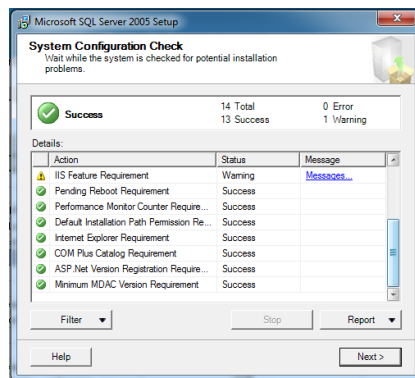 Microsoft SQL Server 2005 Setup
System Configuration Check
Wait while the system is checked for potential installation
problems.
Success
14 Total
0 Error
13 Success
1 Warning
Details:
Action Status Message
IIS Feature Requirement Warning Messages...
Pending Reboot Requirement Success
Performance Monitor Counter Require... Success
Default Installation Path Permission Re... Success
Internet Explorer Requirement Success
COM Plus Catalog Requirement Success
ASP.Net Version Registration Require... Success
Minimum MDAC Version Requirement Success
Filter Stop Report
Help Next >